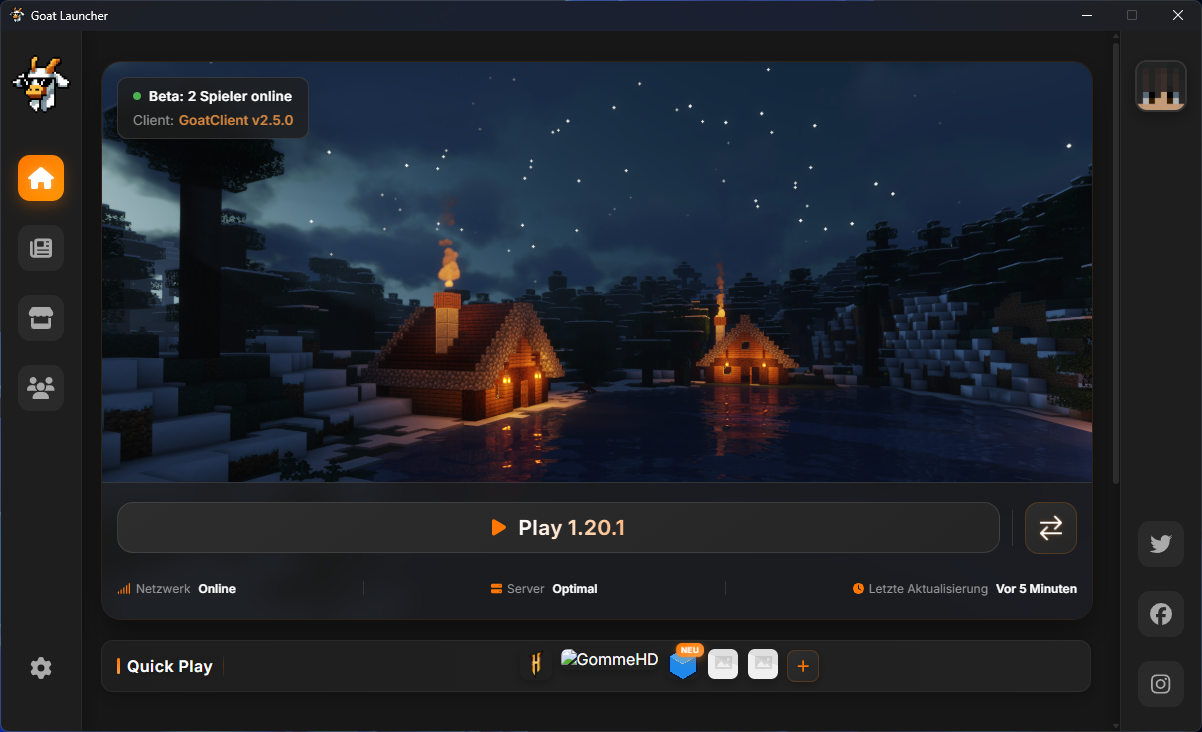 Goat Launcher
Beta: 2 Spieler online
Client: GoatClient v2.5.0
Play 1.20.1
Netzwerk Online
Server Optimal
Letzte Aktualisierung Vor 5 Minuten
Quick Play
GommeHD
NEU